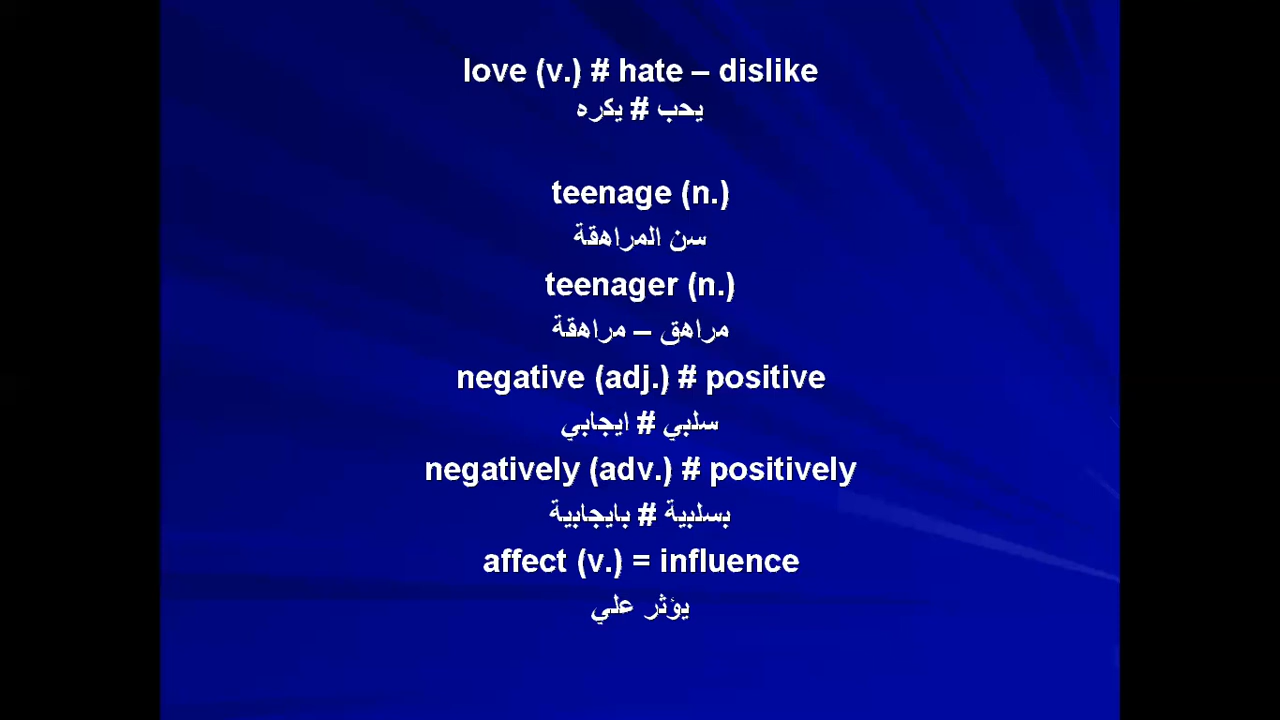 love (v.) # hate – dislike
يحب # يكره
teenage (n.)
سن المراهقة
teenager (n.)
مراهق – مراهقة
negative (adj.) # positive
سلبي # ايجابي
negatively (adv.) # positively
بسلبية # بايجابية
affect (v.) = influence
يؤثر علي